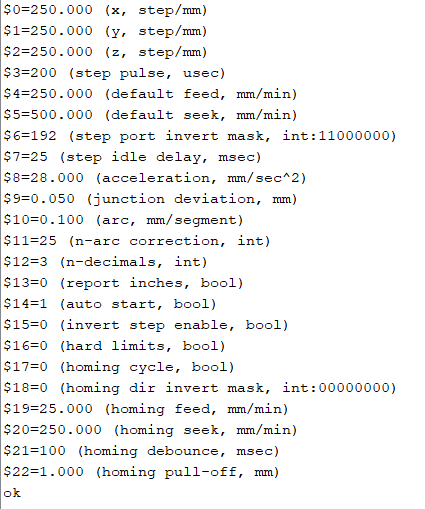 $0=250.000 (x, step/mm)
$1=250.000 (y, step/mm)
$2=250.000 (z, step/mm)
$3=200 (step pulse, usec)
$4=250.000 (default feed, mm/min)
$5=500.000 (default seek, mm/min)
$6=192 (step port invert mask, int:11000000)
$7=25 (step idle delay, msec)
$8=28.000 (acceleration, mm/sec^2)
$9=0.050 (junction deviation, mm)
$10=0.100 (arc, mm/segment)
$11=25 (n-arc correction, int)
$12=3 (n-decimals, int)
$13=0 (report inches, bool)
$14=1 (auto start, bool)
$15=0 (invert step enable, bool)
$16=0 (hard limits, bool)
$17=0 (homing cycle, bool)
$18=0 (homing dir invert mask, int:00000000)
$19=25.000 (homing feed, mm/min)
$20=250.000 (homing seek, mm/min)
$21=100 (homing debounce, msec)
$22=1.000 (homing pull-off, mm)
ok